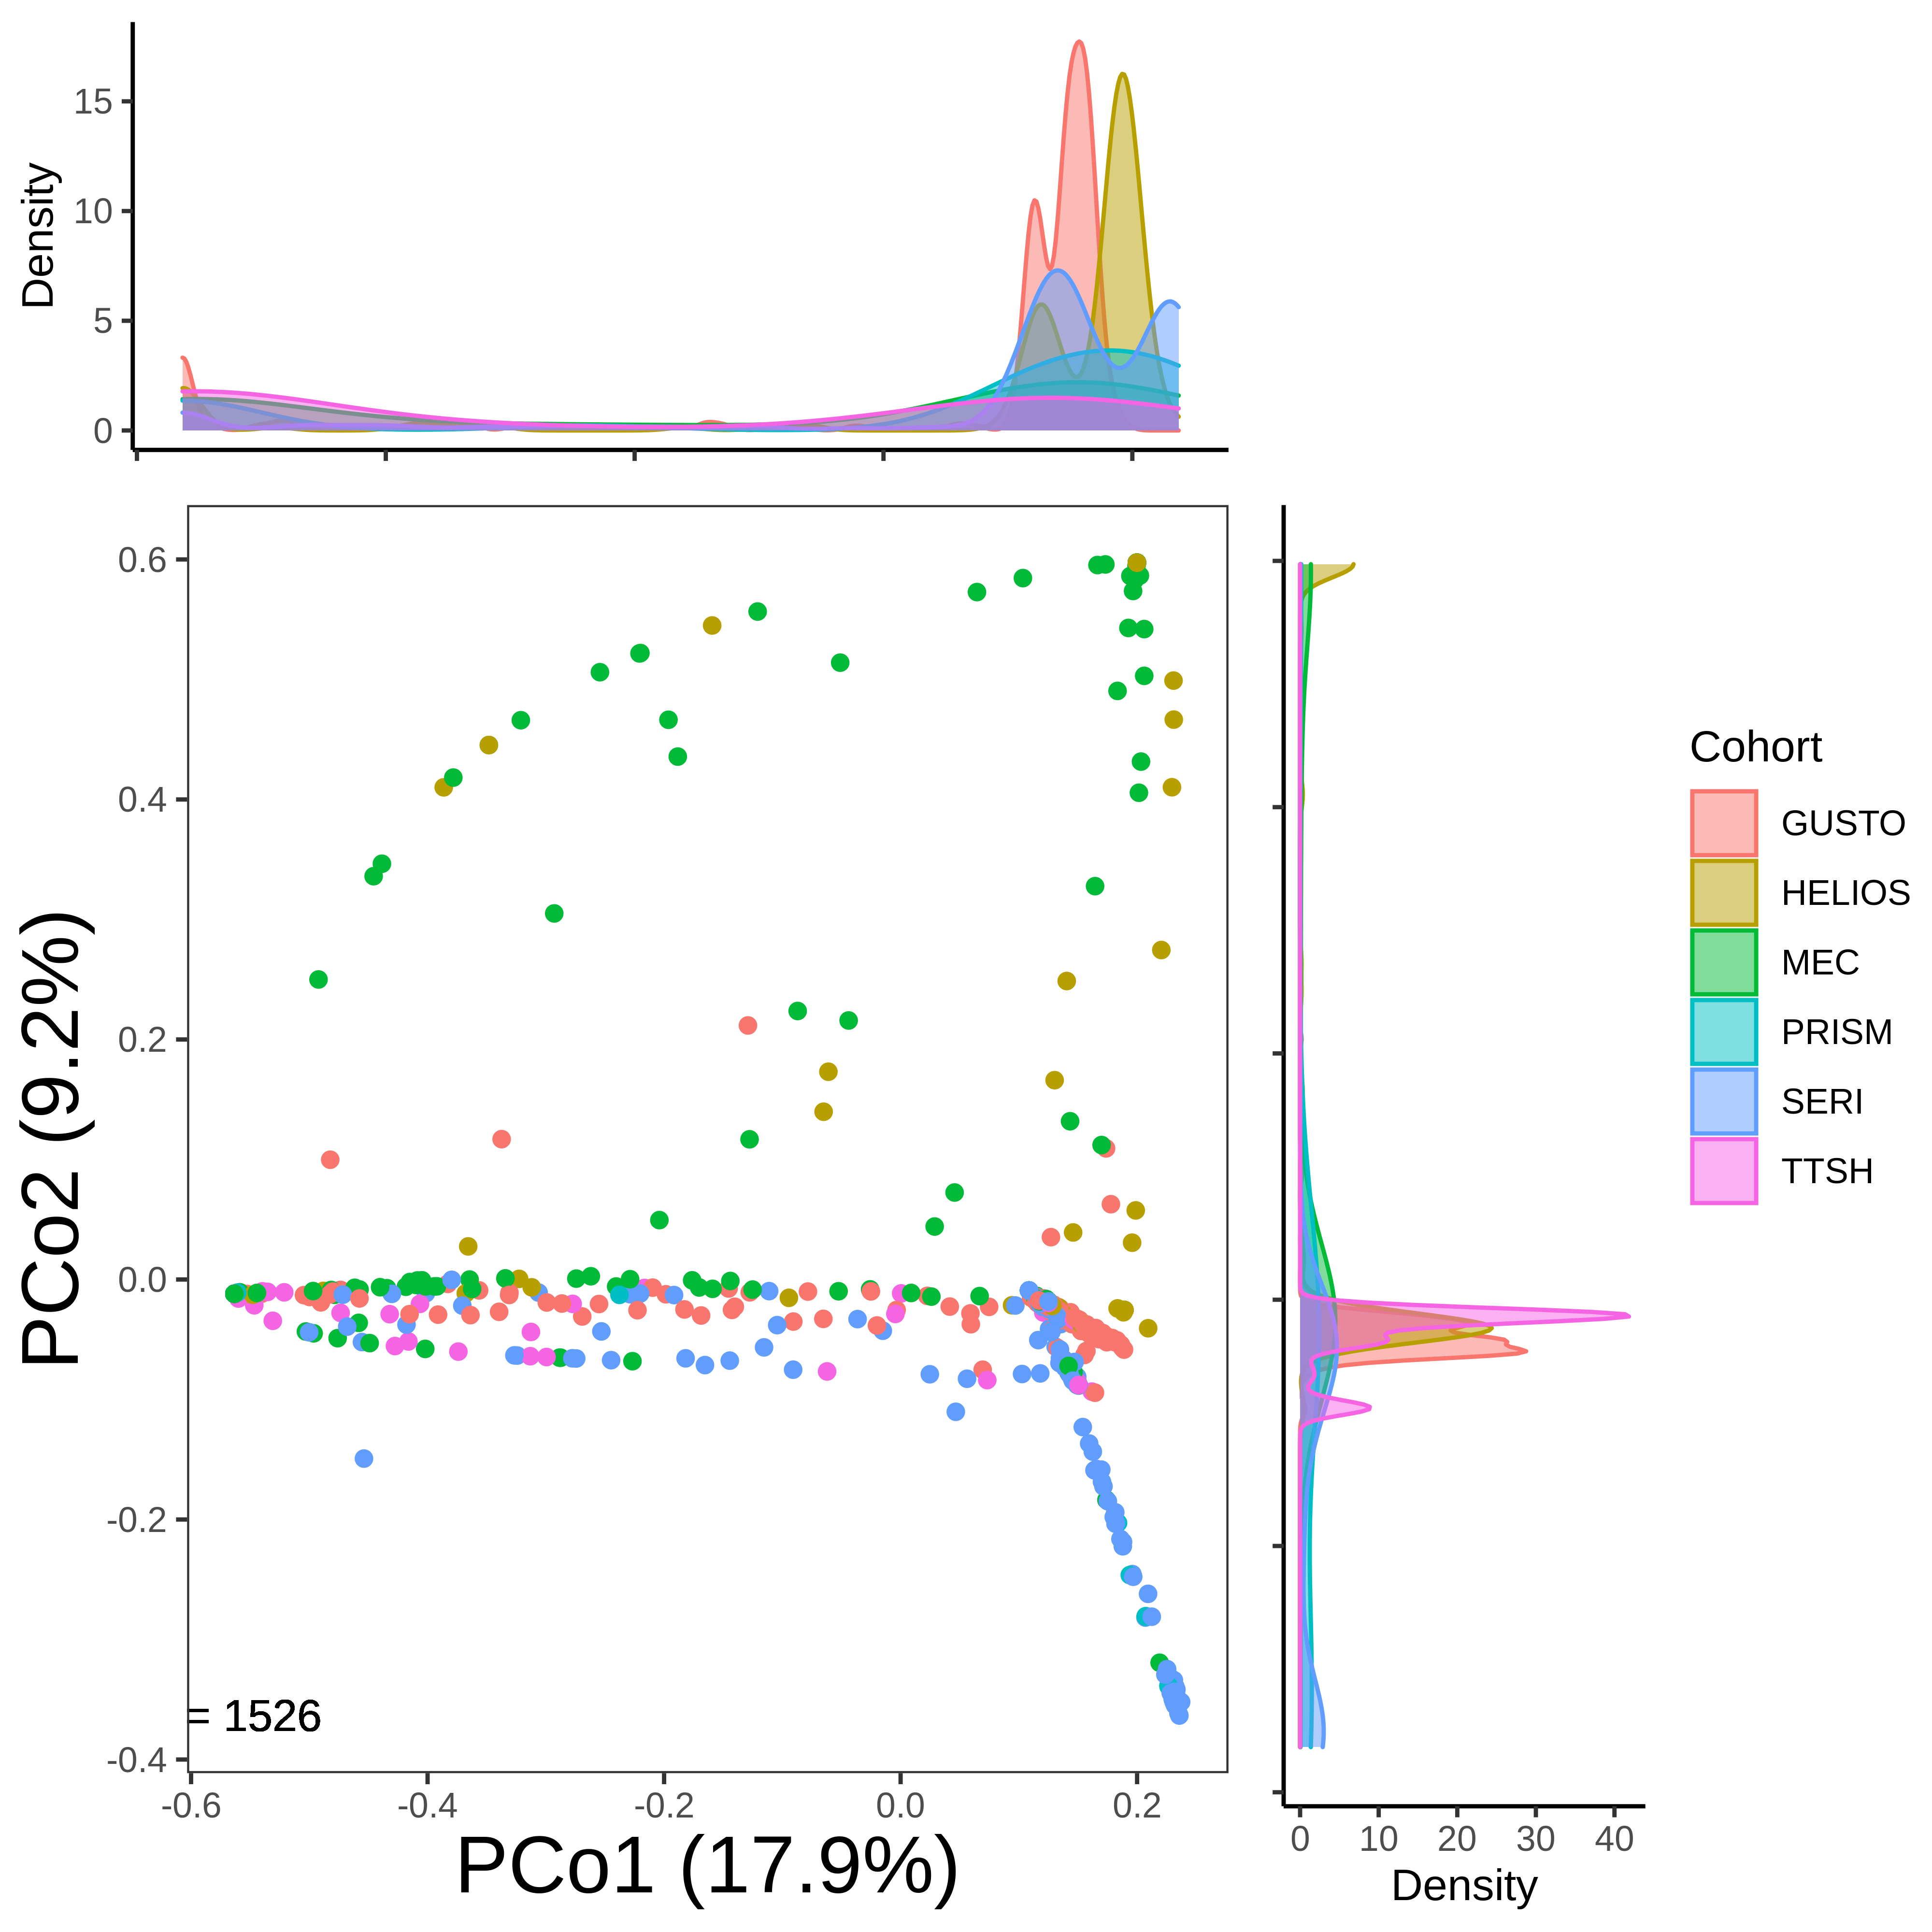 Density
15
10
5
0
PCo2 (9.2%)
0.6
0.4
0.2
0.0
-0.2
-0.4
= 1526
-0.6 -0.4 -0.2 0.0 0.2
PCo1 (17.9%)
0 10 20 30 40
Density
Cohort
GUSTO
HELIOS
MEC
PRISM
SERI
TTSH